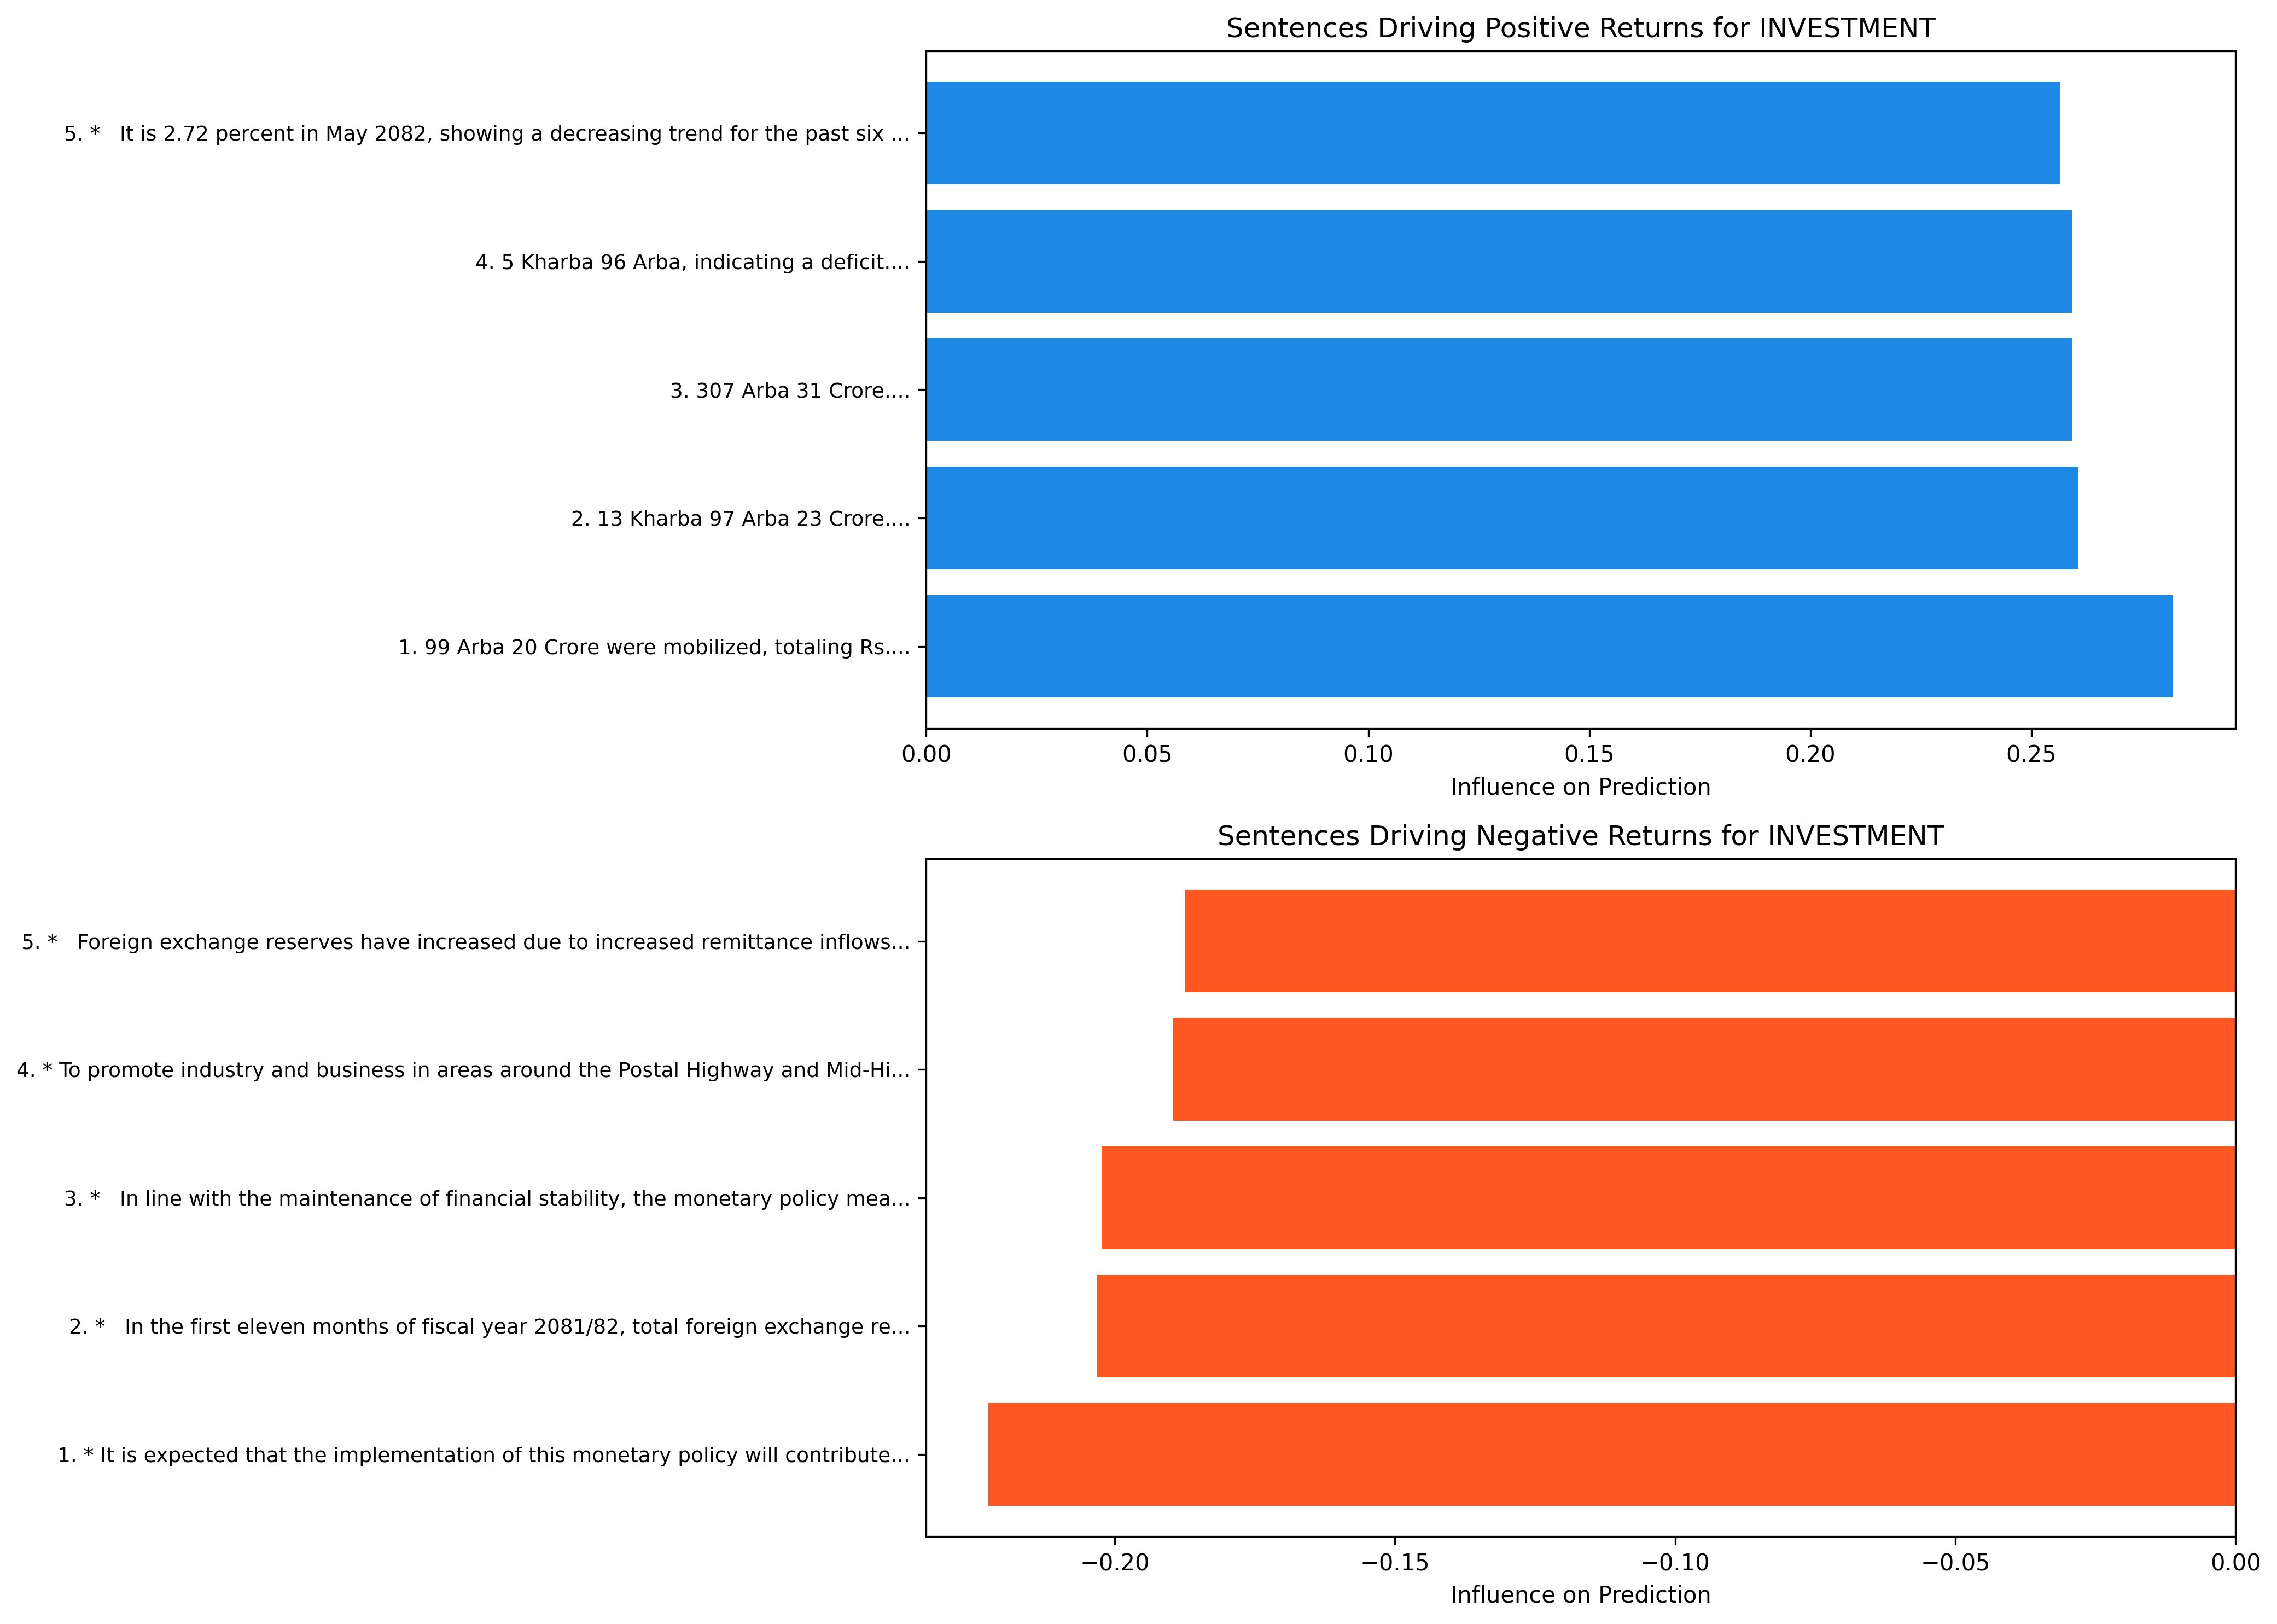 Sentences Driving Positive Returns for INVESTMENT
5. *   It is 2.72 percent in May 2082, showing a decreasing trend for the past six ...
4. 5 Kharba 96 Arba, indicating a deficit....
3. 307 Arba 31 Crore....
2. 13 Kharba 97 Arba 23 Crore....
1. 99 Arba 20 Crore were mobilized, totaling Rs....
0.00 0.05 0.10 0.15 0.20 0.25
Influence on Prediction
Sentences Driving Negative Returns for INVESTMENT
5. *   Foreign exchange reserves have increased due to increased remittance inflows...
4. * To promote industry and business in areas around the Postal Highway and Mid-Hi...
3. *   In line with the maintenance of financial stability, the monetary policy mea...
2. *   In the first eleven months of fiscal year 2081/82, total foreign exchange re...
1. * It is expected that the implementation of this monetary policy will contribute...
−0.20 −0.15 −0.10 −0.05 0.00
Influence on Prediction